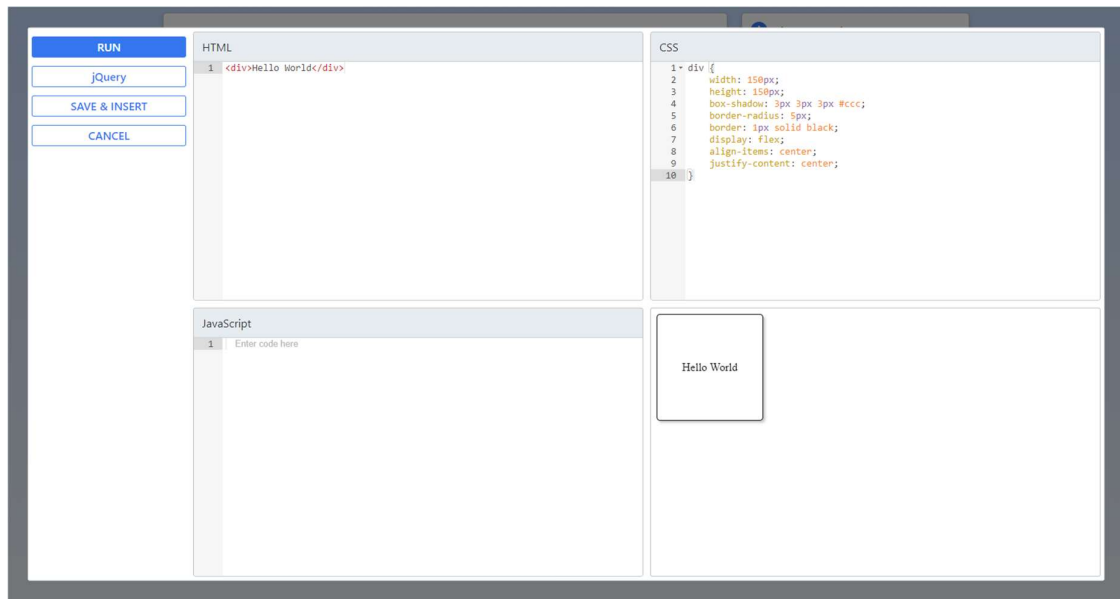 RUN
jQuery
SAVE & INSERT
CANCEL
HTML
1 <div>Hello World</div>
CSS
1 div {
2 width: 150px;
3 height: 150px;
4 box-shadow: 3px 3px 3px #ccc;
5 border-radius: 5px;
6 border: 1px solid black;
7 display: flex;
8 align-items: center;
9 justify-content: center;
10 }
JavaScript
1 Enter code here
Hello World